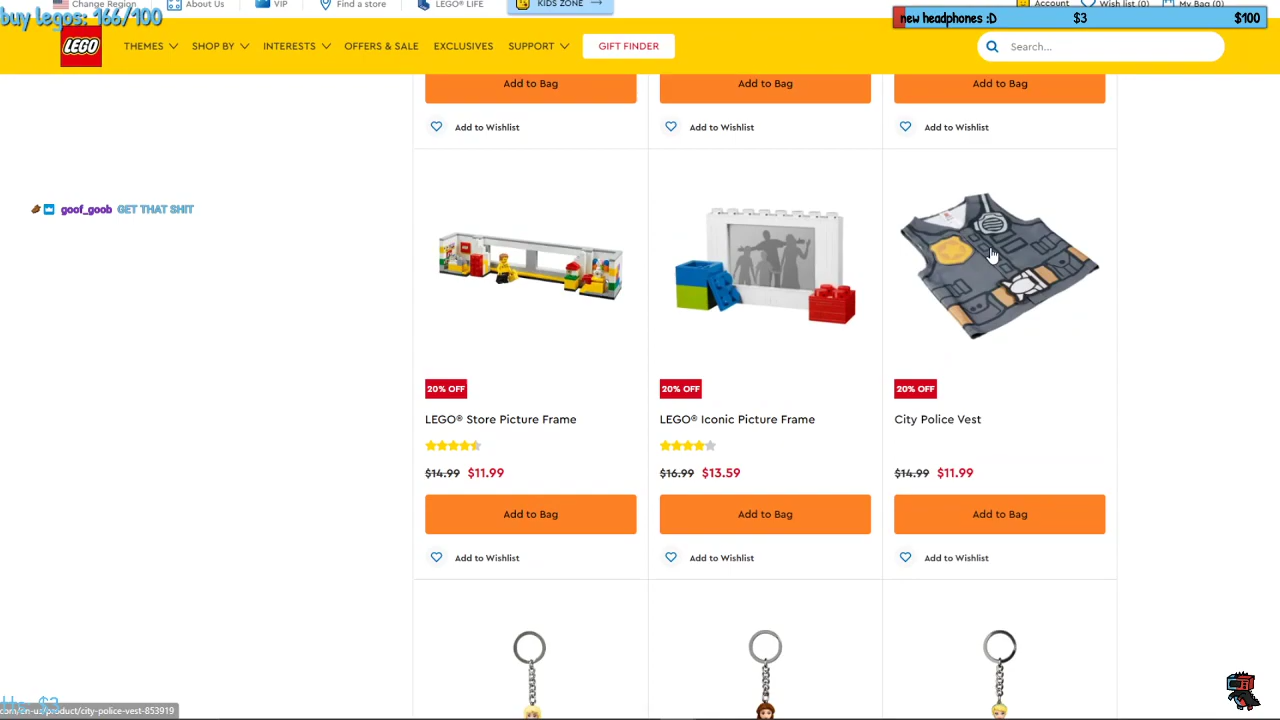 Change Region
About Us
VIP
Find a store
LEGO® LIFE
KIDS ZONE →
Account
Wish list (0)
My Bag (0)
buy legos: 166/100
new headphones :D $3 $100
LEGO
THEMES
SHOP BY
INTERESTS
OFFERS & SALE
EXCLUSIVES
SUPPORT
GIFT FINDER
Search...
Add to Bag
Add to Bag
Add to Bag
Add to Wishlist
Add to Wishlist
Add to Wishlist
goof_goob GET THAT SHIT
20% OFF
20% OFF
20% OFF
LEGO® Store Picture Frame
LEGO® Iconic Picture Frame
City Police Vest
$14.99 $11.99
$16.99 $13.59
$14.99 $11.99
Add to Bag
Add to Bag
Add to Bag
Add to Wishlist
Add to Wishlist
Add to Wishlist
$3
com/en-us/product/city-police-vest-853919